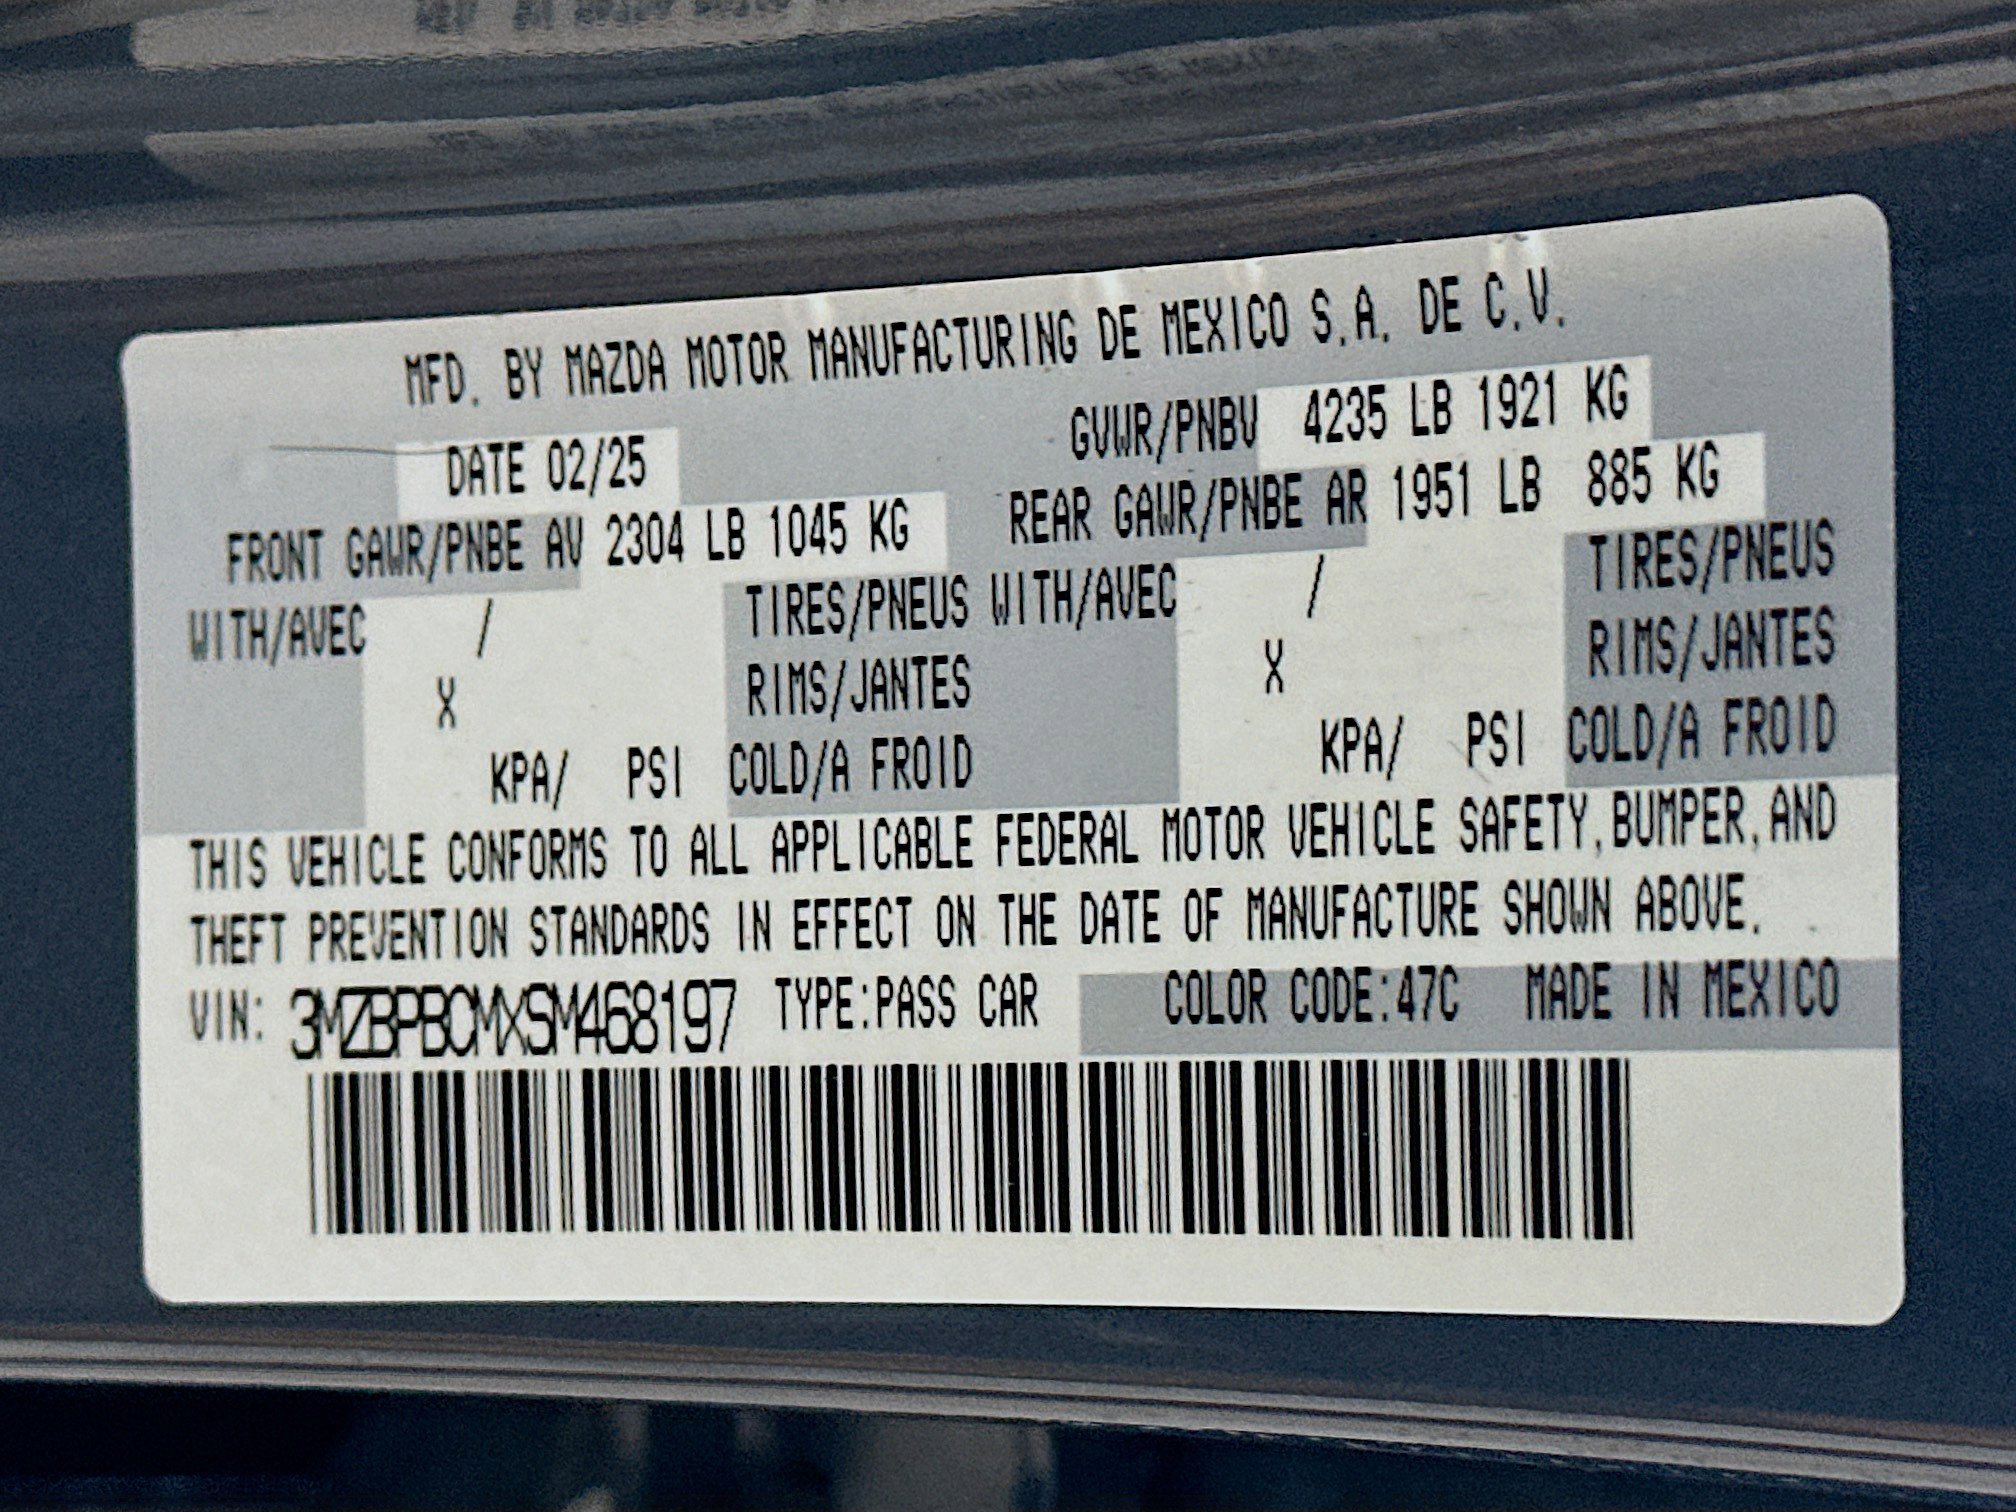 MFD. BY MAZDA MOTOR MANUFACTURING DE MEXICO S.A. DE C.V.
DATE 02/25 GVWR/PNBV 4235 LB 1921 KG
FRONT GAWR/PNBE AV 2304 LB 1045 KG REAR GAWR/PNBE AR 1951 LB 885 KG
WITH/AVEC / TIRES/PNEUS WITH/AVEC / TIRES/PNEUS
X RIMS/JANTES X RIMS/JANTES
KPA/ PSI COLD/A FROID KPA/ PSI COLD/A FROID
THIS VEHICLE CONFORMS TO ALL APPLICABLE FEDERAL MOTOR VEHICLE SAFETY,BUMPER,AND
THEFT PREVENTION STANDARDS IN EFFECT ON THE DATE OF MANUFACTURE SHOWN ABOVE.
VIN: 3MZBPBCMXSM468197 TYPE:PASS CAR COLOR CODE:47C MADE IN MEXICO